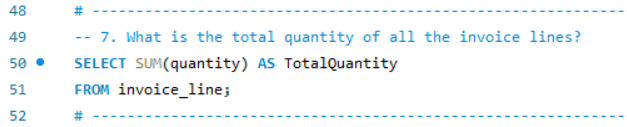 48 # ----------------------------------------------------------
49 -- 7. What is the total quantity of all the invoice lines?
50 SELECT SUM(quantity) AS TotalQuantity
51 FROM invoice_line;
52 # ----------------------------------------------------------